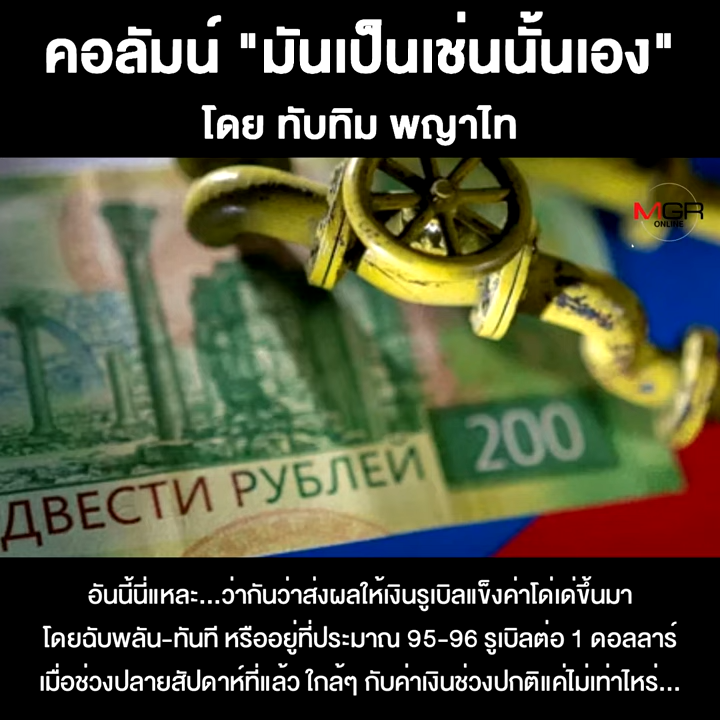 คอลัมน์ "มันเป็นเช่นนั้นเอง"
โดย ทับทิม พญาไท
MGR
ONLINE
200
ДВЕСТИ РУБЛЕЙ
อันนี้นี่แหละ...ว่ากันว่าส่งผลให้เงินรูเบิลแข็งค่าโด่เด่ขึ้นมา
โดยฉับพลัน-ทันที หรืออยู่ที่ประมาณ 95-96 รูเบิลต่อ 1 ดอลลาร์
เมื่อช่วงปลายสัปดาห์ที่แล้ว ใกล้ๆ กับค่าเงินช่วงปกติแค่ไม่เท่าไหร่...